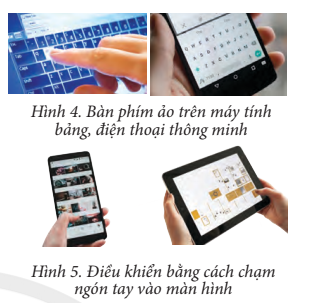 Hình 4. Bàn phím ảo trên máy tính
bảng, điện thoại thông minh
Hình 5. Điều khiển bằng cách chạm
ngón tay vào màn hình